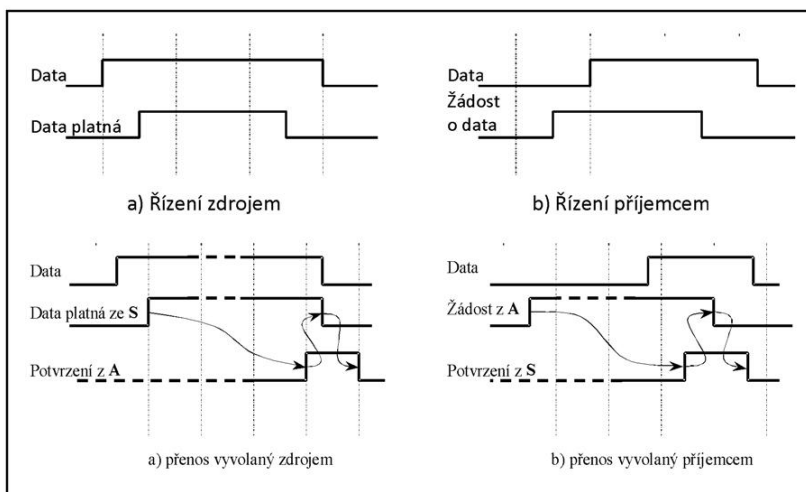 Data
Data platná
a) Řízení zdrojem
Data
Žádost
o data
b) Řízení příjemcem
Data
Data platná ze S
Potvrzení z A
a) přenos vyvolaný zdrojem
Data
Žádost z A
Potvrzení z S
b) přenos vyvolaný příjemcem